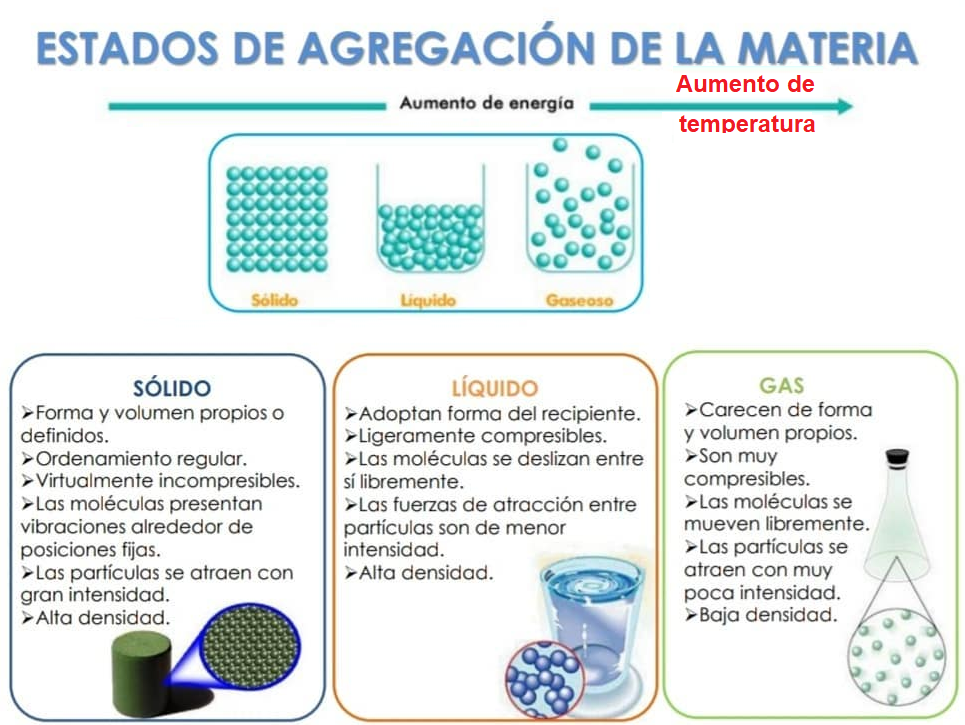 ESTADOS DE AGREGACIÓN DE LA MATERIA
Aumento de energía
Aumento de
temperatura
Sólido
Líquido
Gaseoso
SÓLIDO
➢Forma y volumen propios o
definidos.
➢Ordenamiento regular.
➢Virtualmente incompresibles.
➢Las moléculas presentan
vibraciones alrededor de
posiciones fijas.
➢Las partículas se atraen con
gran intensidad.
➢Alta densidad.
LÍQUIDO
➢Adoptan forma del recipiente.
➢Ligeramente compresibles.
➢Las moléculas se deslizan entre
sí libremente.
➢Las fuerzas de atracción entre
partículas son de menor
intensidad.
➢Alta densidad.
GAS
➢Carecen de forma
y volumen propios.
➢Son muy
compresibles.
➢Las moléculas se
mueven libremente.
➢Las partículas se
atraen con muy
poca intensidad.
➢Baja densidad.